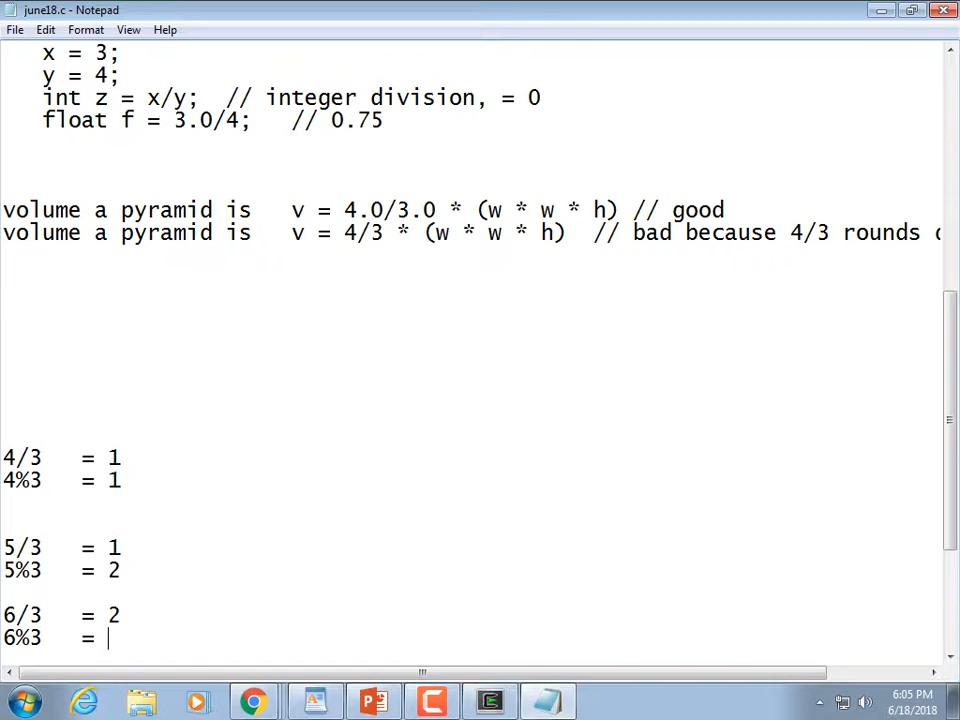 june18.c - Notepad
File Edit Format View Help
x = 3;
y = 4;
int z = x/y; // integer division, = 0
float f = 3.0/4; // 0.75
volume a pyramid is v = 4.0/3.0 * (w * w * h) // good
volume a pyramid is v = 4/3 * (w * w * h) // bad because 4/3 rounds
4/3 = 1
4%3 = 1
5/3 = 1
5%3 = 2
6/3 = 2
6%3 =
6:05 PM
6/18/2018